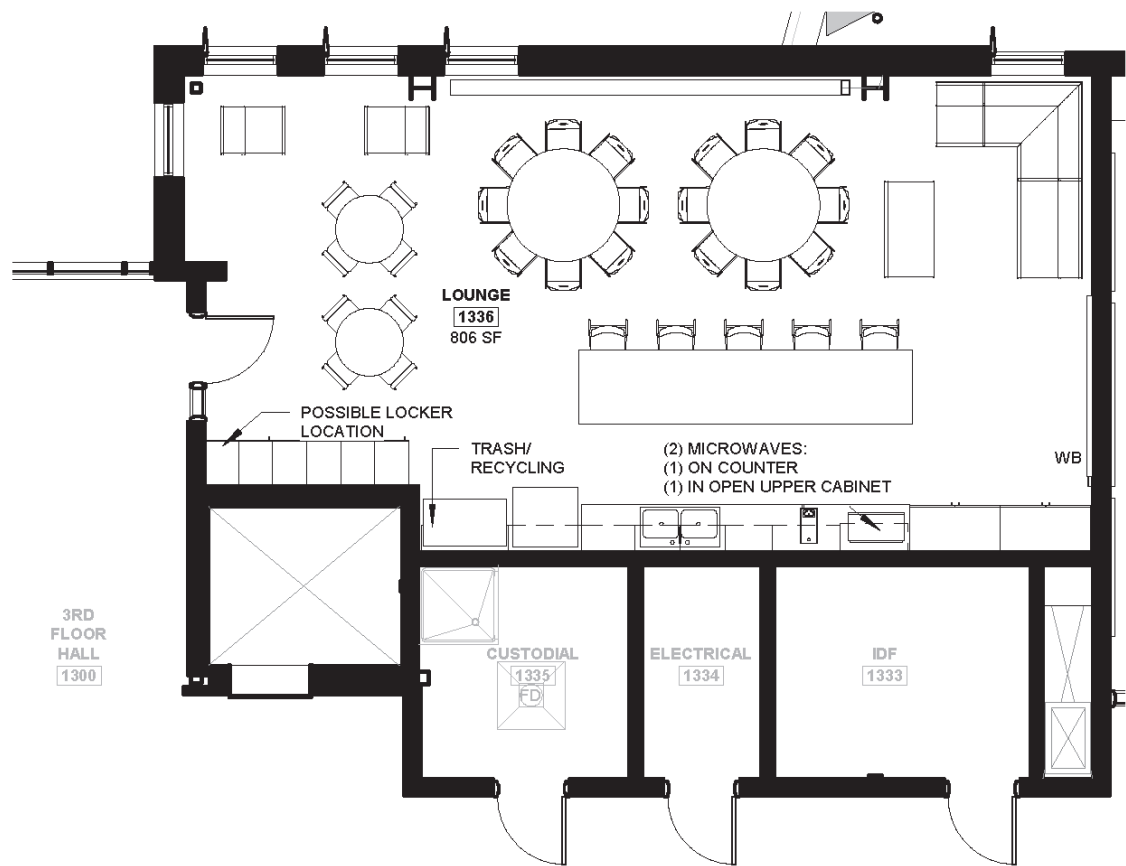 LOUNGE
1336
806 SF
POSSIBLE LOCKER
LOCATION
TRASH/
RECYCLING
(2) MICROWAVES:
(1) ON COUNTER
(1) IN OPEN UPPER CABINET
WB
3RD
FLOOR
HALL
1300
CUSTODIAL
1335
FD
ELECTRICAL
1334
IDF
1333